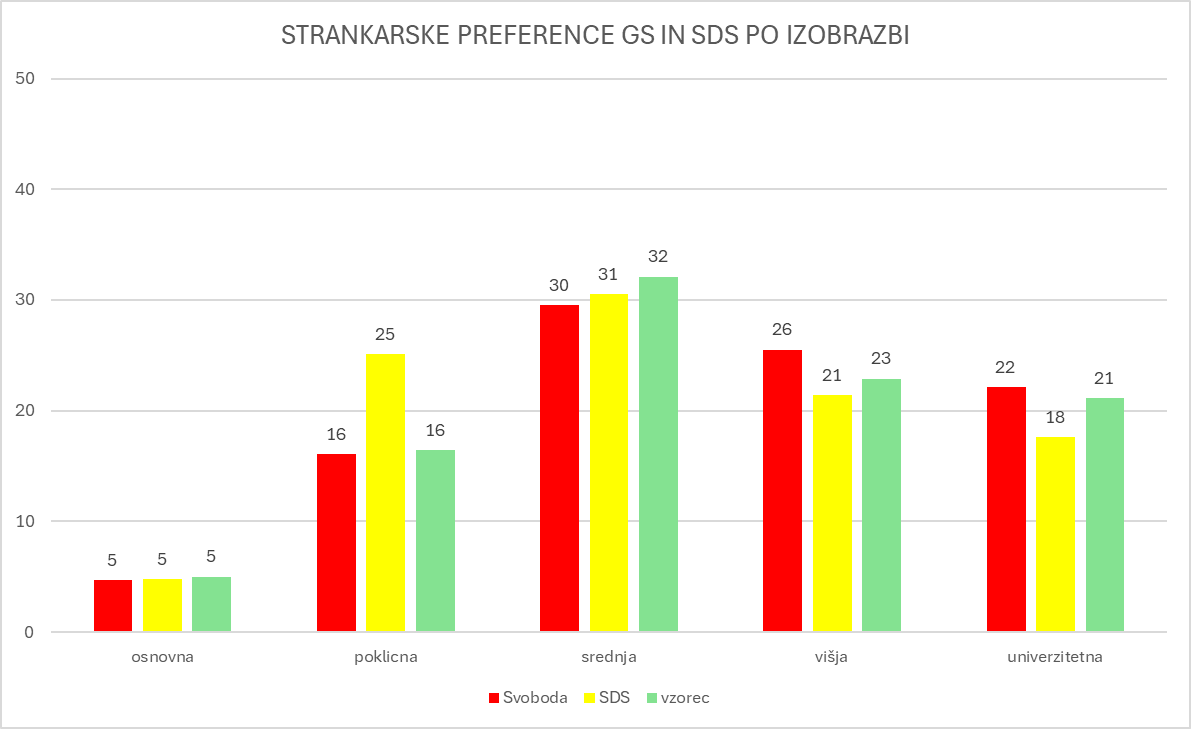 STRANKARSKE PREFERENCE GS IN SDS PO IZOBRAZBI
50
40
30
20
10
0
5 5 5
16 25 16
30 31 32
26 21 23
22 18 21
osnovna poklicna srednja višja univerzitetna
Svoboda SDS vzorec